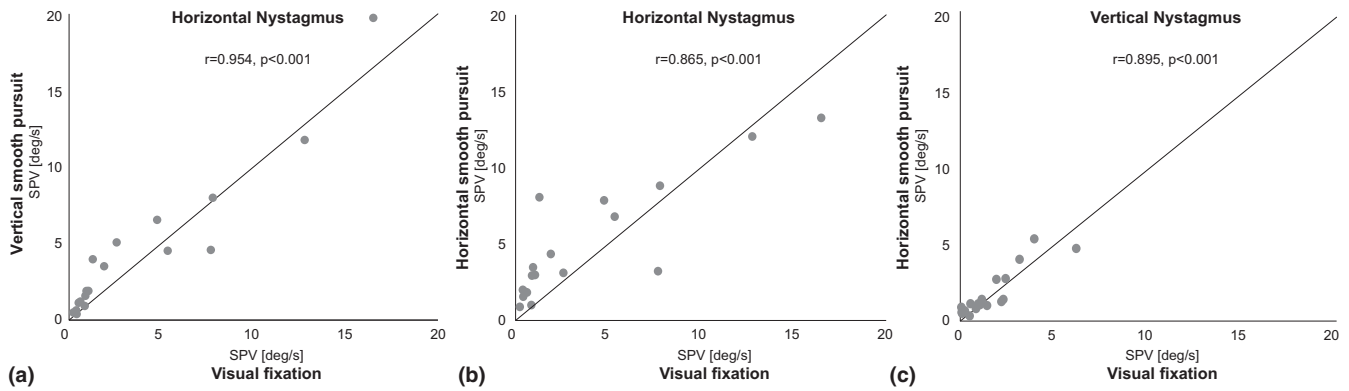 Horizontal Nystagmus
r=0.954, p<0.001
Vertical smooth pursuit
SPV [deg/s]
20
15
10
5
0
0 5 10 15 20
SPV [deg/s]
Visual fixation
(a)
Horizontal Nystagmus
r=0.865, p<0.001
Horizontal smooth pursuit
SPV [deg/s]
20
15
10
5
0
0 5 10 15 20
SPV [deg/s]
Visual fixation
(b)
Vertical Nystagmus
r=0.895, p<0.001
Horizontal smooth pursuit
SPV [deg/s]
20
15
10
5
0
0 5 10 15 20
SPV [deg/s]
Visual fixation
(c)